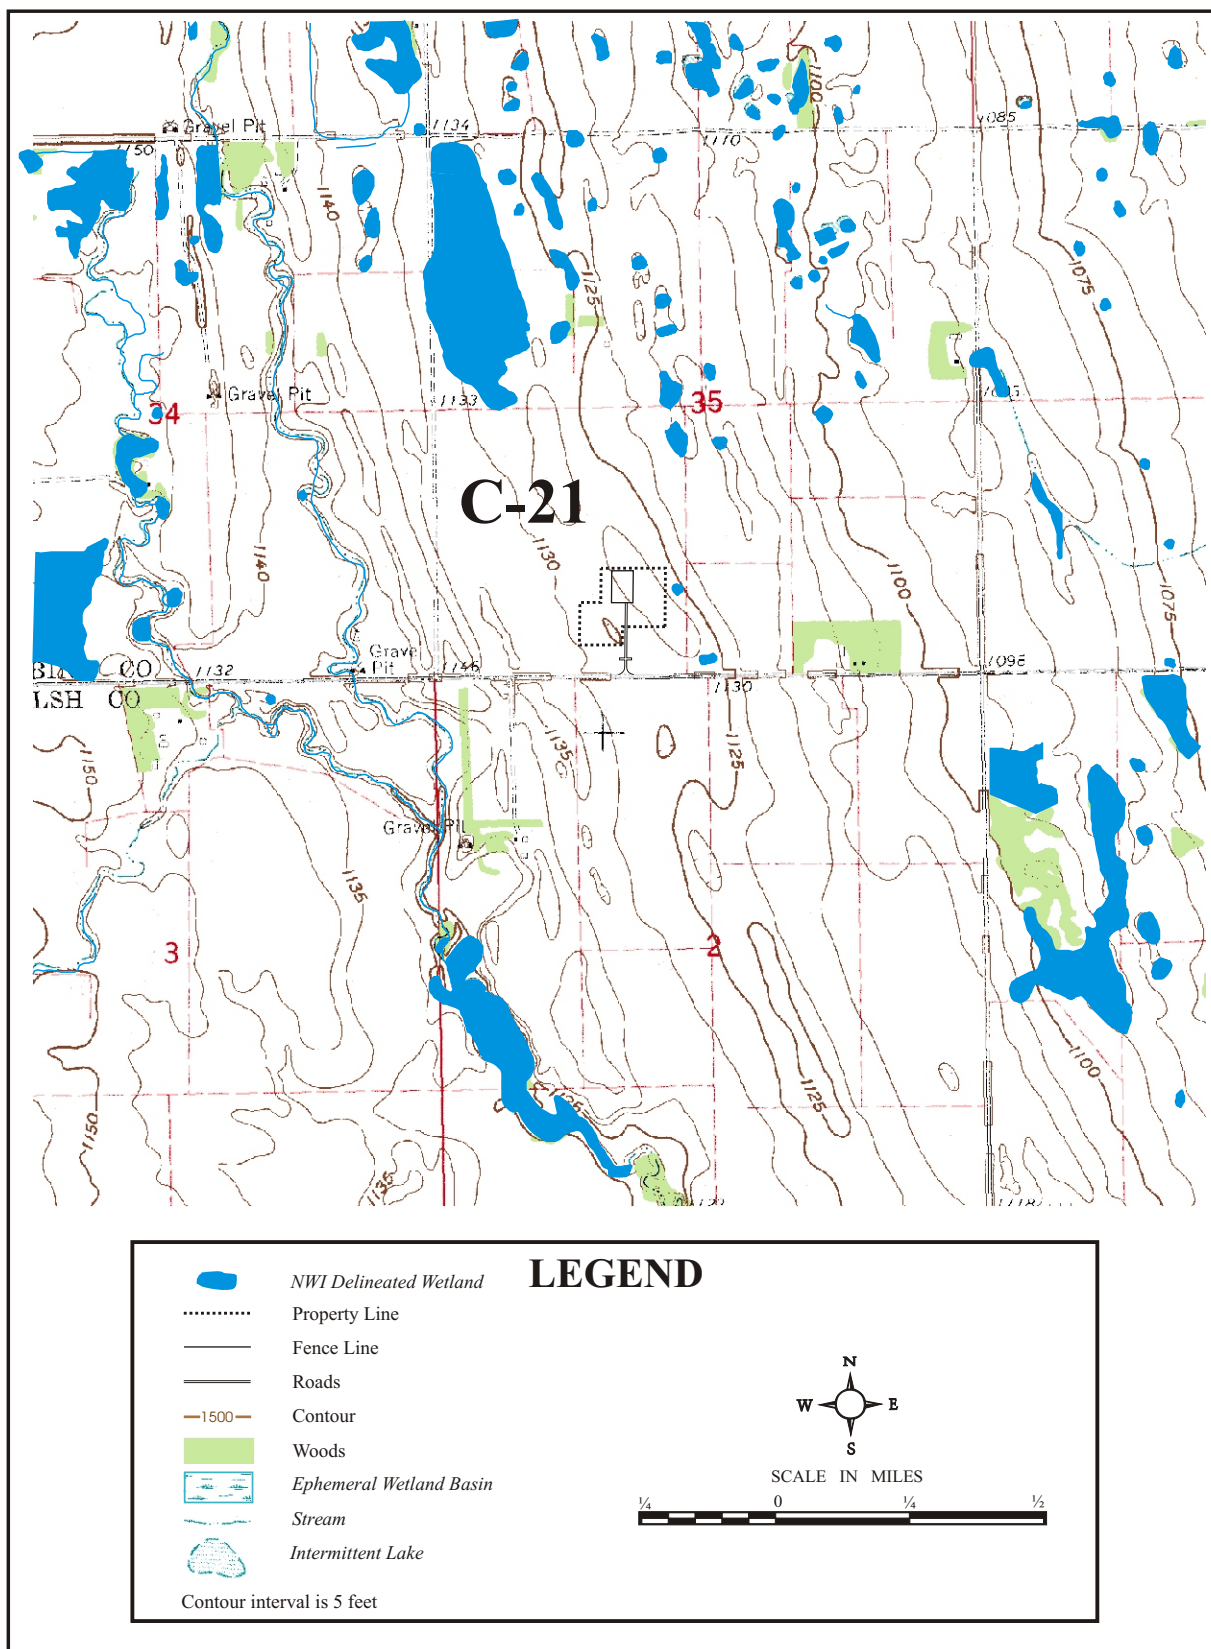 1100
Gravel Pit
1134
1085
1150
1110
1140
1125
1075
Gravel Pit
34
1133
35
C-21
1130
1140
1100
1075
Gravel
Pit
CO
1132
1146
1130
1098
LSH CO
1150
1135
1125
Gravel Pit
1135
3
2
1100
1125
1150
1135
LEGEND
NWI Delineated Wetland
Property Line
Fence Line
Roads
1500
Contour
Woods
Ephemeral Wetland Basin
Stream
Intermittent Lake
Contour interval is 5 feet
N
W E
S
SCALE IN MILES
¼ 0 ¼ ½